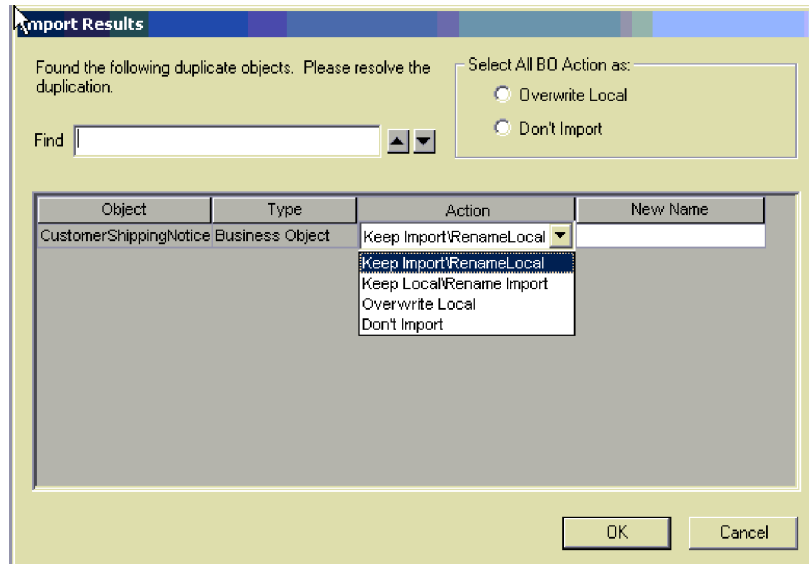 Import Results
Found the following duplicate objects. Please resolve the
duplication.
Select All BO Action as:
Overwrite Local
Don't Import
Find
Object Type Action New Name
CustomerShippingNotice Business Object Keep Import\RenameLocal
Keep Import\RenameLocal
Keep Local\Rename Import
Overwrite Local
Don't Import
OK Cancel